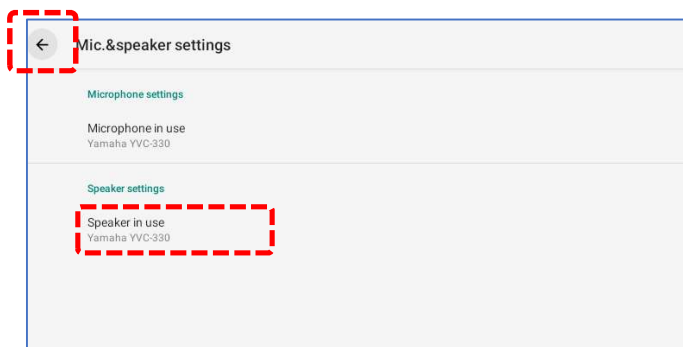 Mic.&speaker settings
Microphone settings
Microphone in use
Yamaha YVC-330
Speaker settings
Speaker in use
Yamaha YVC-330